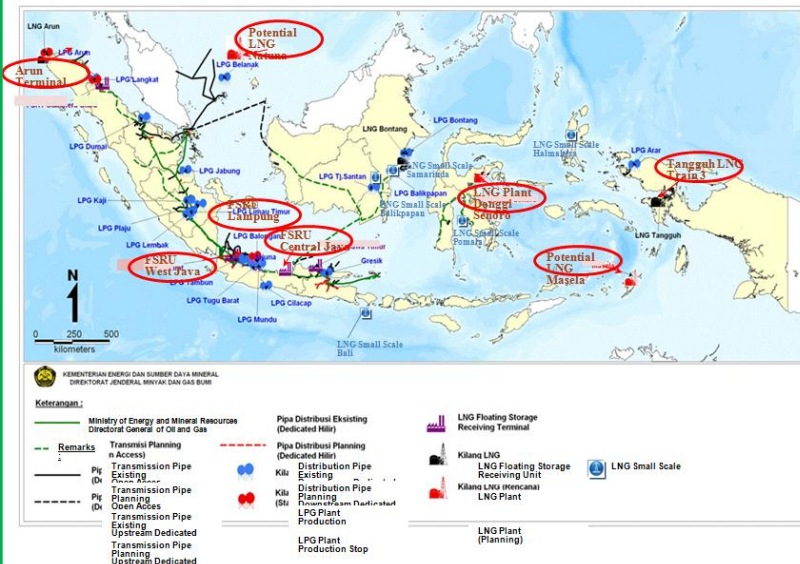 LNG Arun
LPG Arun
Arun
Terminal
LPG Langkat
Potential
LNG
Natuna
LPG Belanak
LPG Dumai
LPG Jabung
LPG Kaji
LPG Plaju
LPG Lembak
FSRU
Lampung
LPG Limau Timur
FSRU
West Java
FSRU
Central Java
LPG Tambun
LPG Tugu Barat
LPG Mundu
LPG Cilacap
Gresik
LNG Small Scale
Bali
LNG Bontang
LPG Bontang
LPG Tj.Santan
LNG Small Scale
Samarinda
LPG Balikpapan
LNG Small Scale
Balikpapan
LNG Plant
Donggi
Senoro
LNG Small Scale
Pomala
LNG Small Scale
Halmahera
LPG Arar
Tangguh LNG
Train 3
LNG Tangguh
Potential
LNG
Masela
N
0 250 500
kilometers
KEMENTERIAN ENERGI DAN SUMBER DAYA MINERAL
DIREKTORAT JENDERAL MINYAK DAN GAS BUMI
Keterangan :
Ministry of Energy and Mineral Resources
Directorat General of Oil and Gas
Remarks
:
Transmisi Planning
Transmission Pipe
Existing
Open Acces
Transmission Pipe
Planning
Open Acces
Transmission Pipe
Existing
Upstream Dedicated
Transmission Pipe
Planning
Upstream Dedicated
Pipa Distribusi Eksisting
(Dedicated Hilir)
Pipa Distribusi Planning
(Dedicated Hilir)
Distribution Pipe
Existing
Distribution Pipe
Planning
Downstream Dedicated
LPG Plant
Production
LPG Plant
Production Stop
LNG Floating Storage
Receiving Terminal
Kilang LNG
LNG Floating Storage
Receiving Unit
Kilang LNG (Rencana)
LNG Plant
LNG Plant
(Planning)
LNG Small Scale